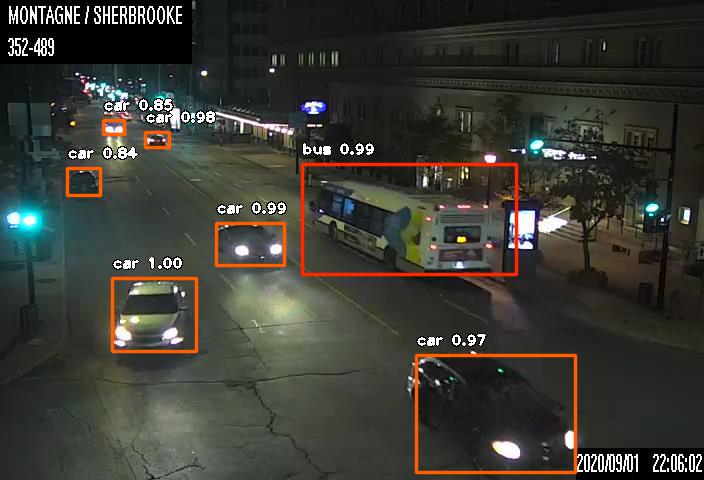 MONTAGNE / SHERBROOKE
352-489
car 0.85
car 0.98
bus 0.99
car 0.84
car 0.99
car 1.00
car 0.97
2020/09/01 22:06:02